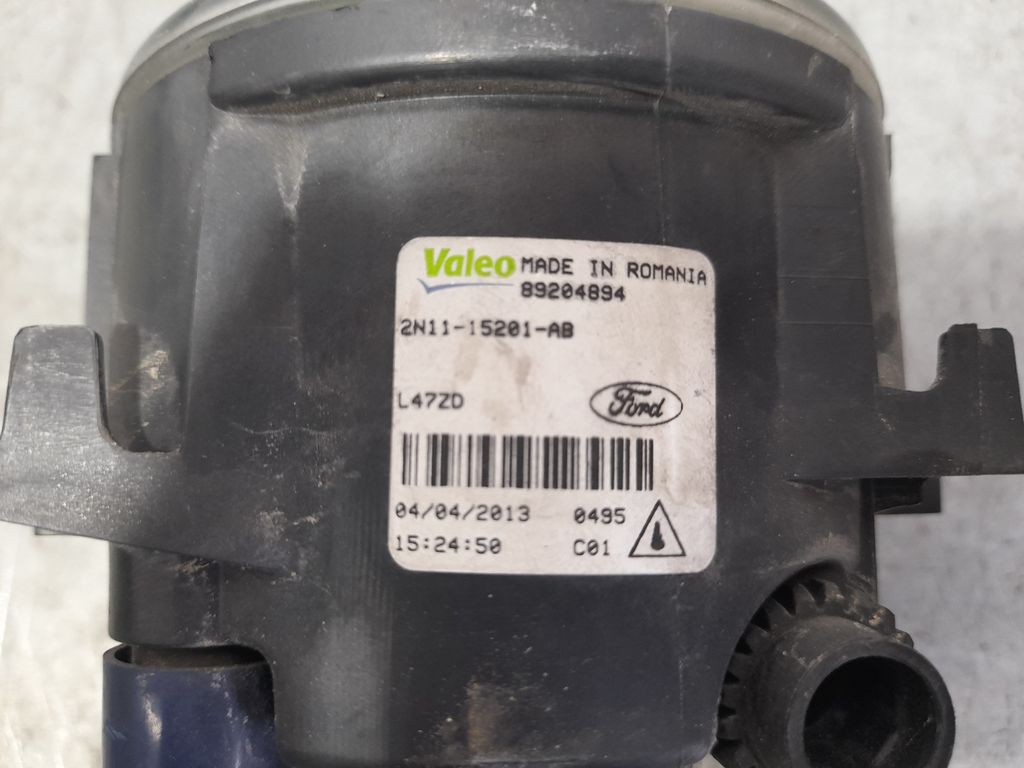 Valeo MADE IN ROMANIA
89204894
2N11-15201-AB
L47ZD
Ford
04/04/2013 0495
15:24:50 C01